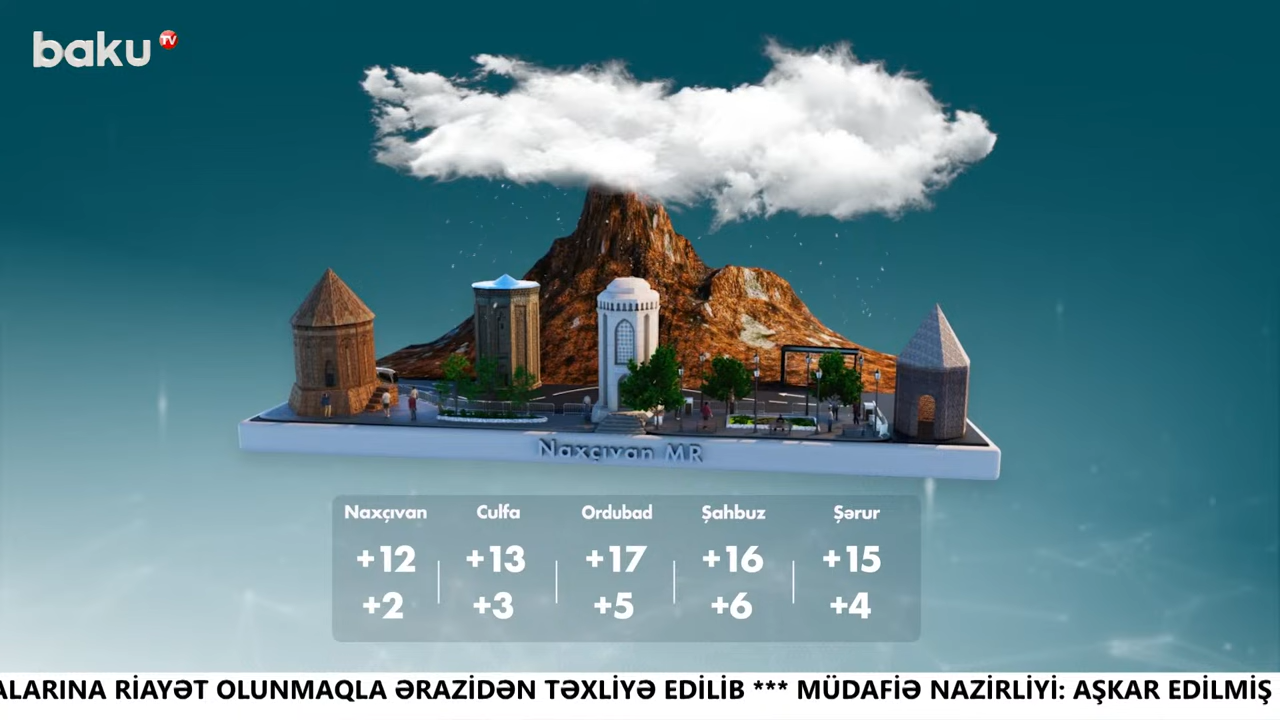 baku TV
Naxçıvan MR
Naxçıvan Culfa Ordubad Şahbuz Şərur
+12 +13 +17 +16 +15
+2 +3 +5 +6 +4
ALARINA RİAYƏT OLUNMAQLA ƏRAZİDƏN TƏXLİYƏ EDİLİB *** MÜDAFİƏ NAZİRLİYİ: AŞKAR EDİLMİŞ